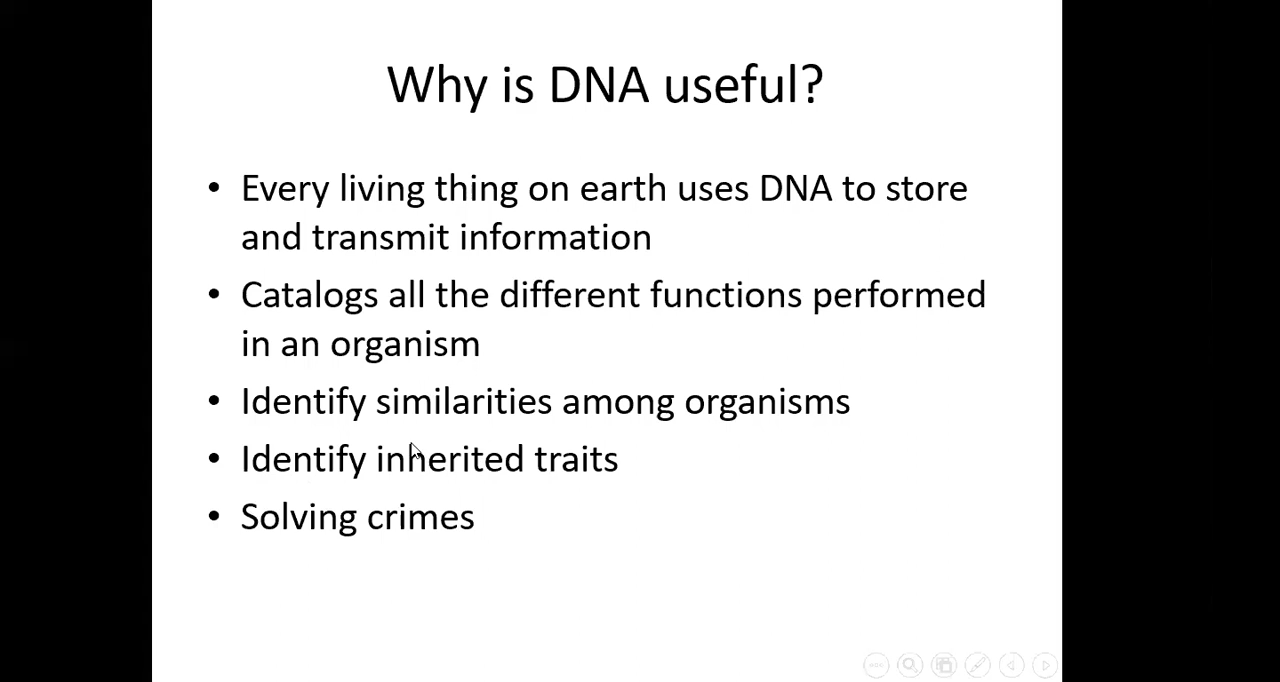 Why is DNA useful?
• Every living thing on earth uses DNA to store
and transmit information
• Catalogs all the different functions performed
in an organism
• Identify similarities among organisms
• Identify inherited traits
• Solving crimes